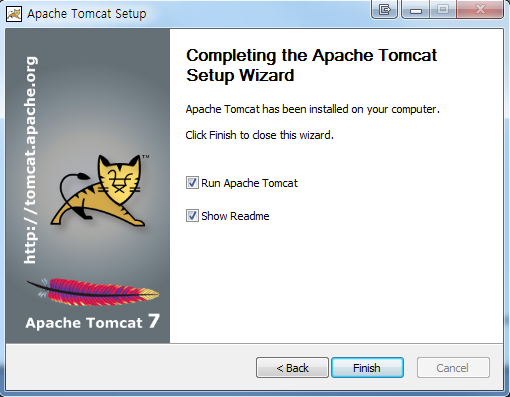 Apache Tomcat Setup
http://tomcat.apache.org
TM
Apache Tomcat 7
Completing the Apache Tomcat
Setup Wizard
Apache Tomcat has been installed on your computer.
Click Finish to close this wizard.
Run Apache Tomcat
Show Readme
< Back
Finish
Cancel